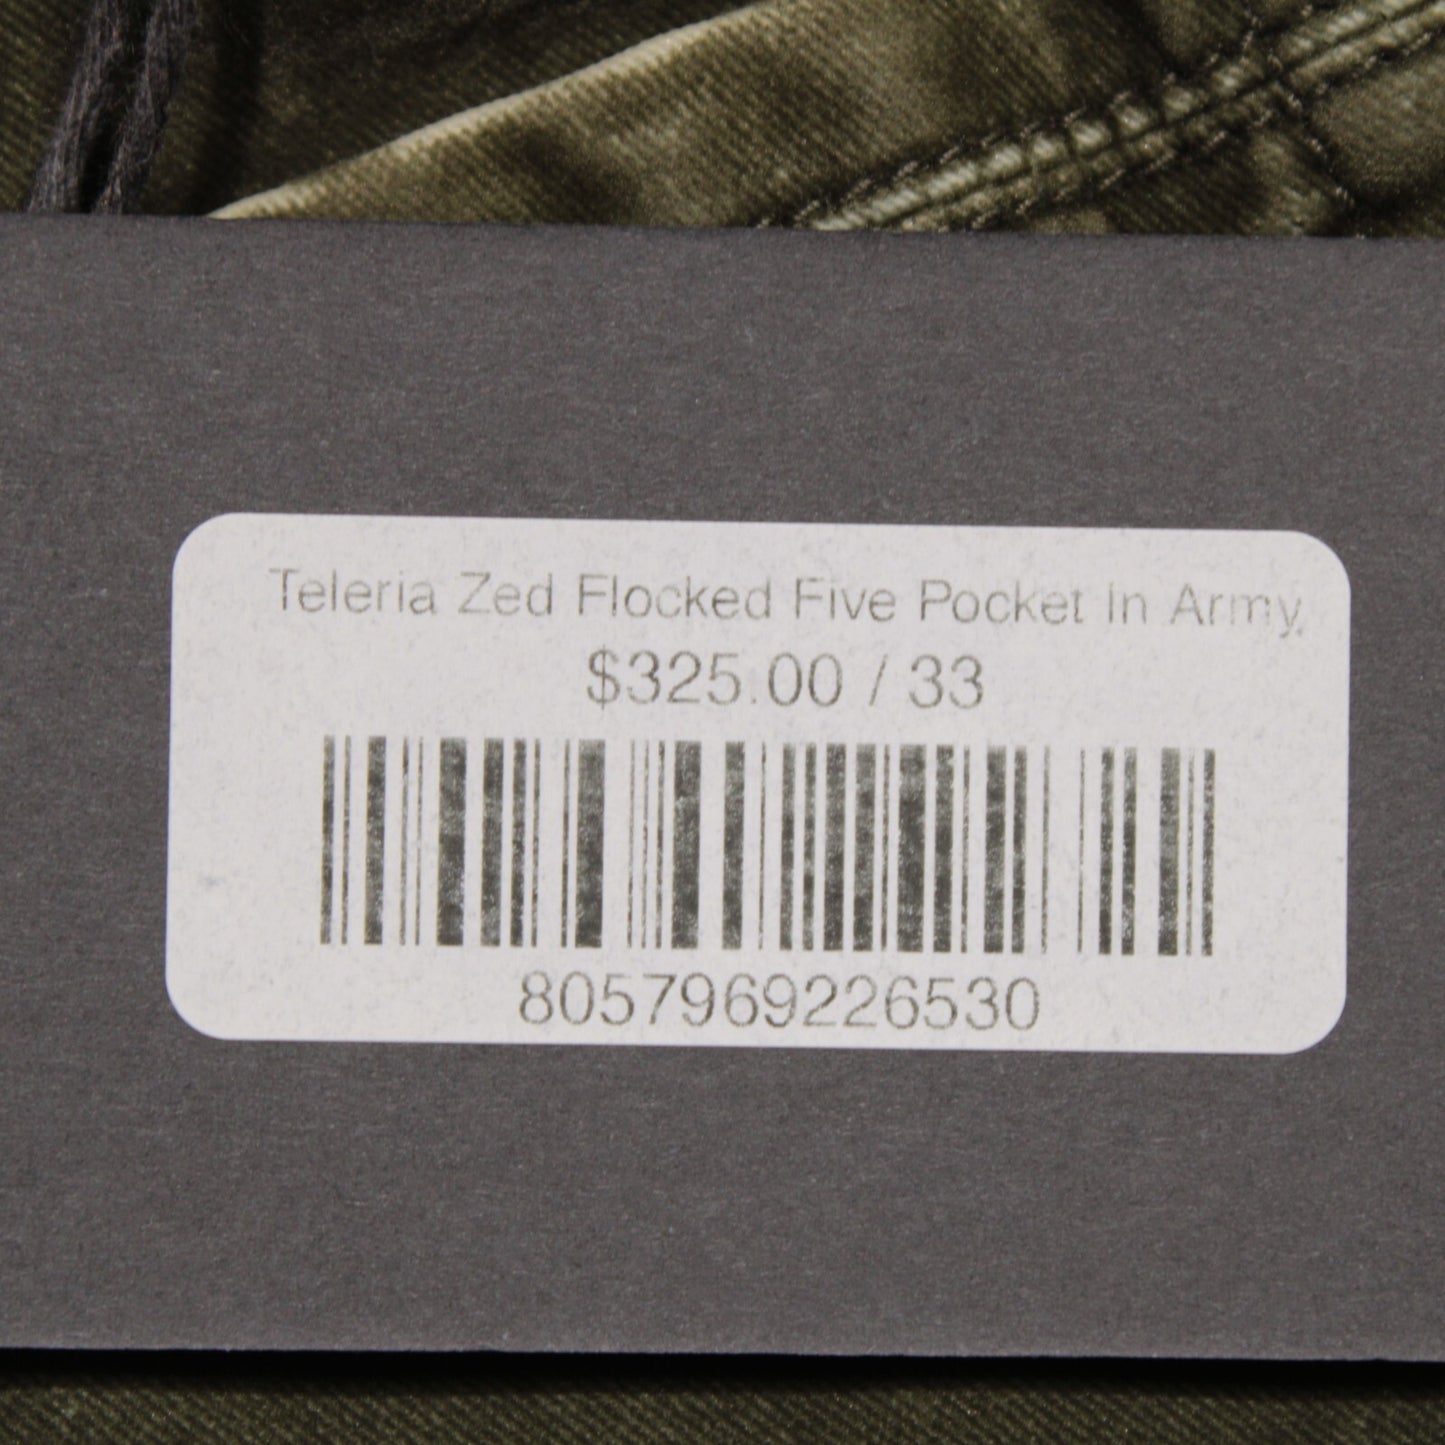 Teleria Zed Flocked Five Pocket In Army,
$325.00 / 33
8057969226530